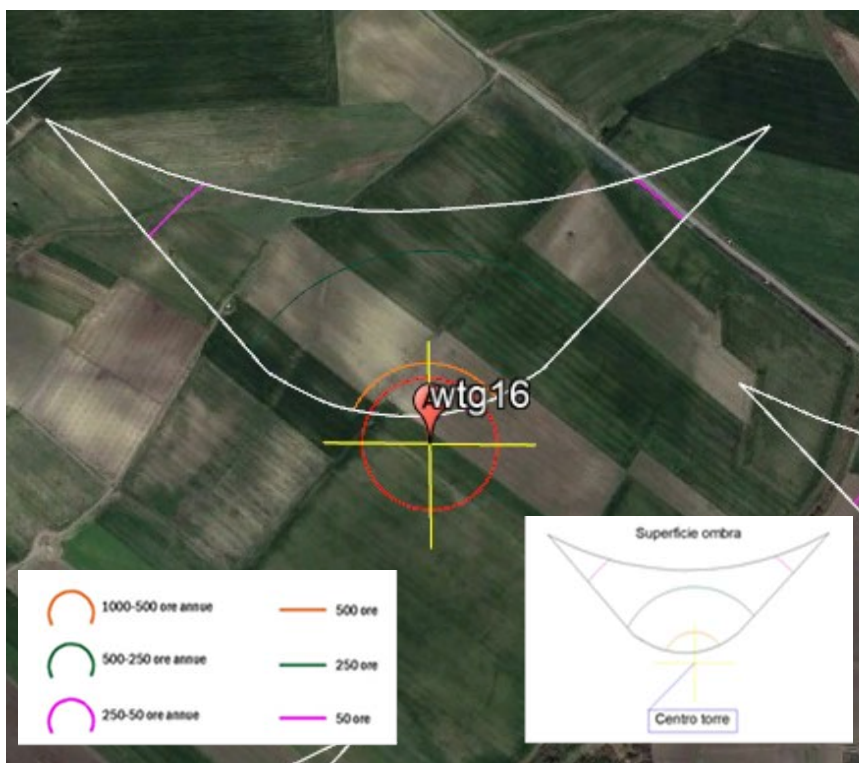 wtg16
Superficie ombra
Centro torre
1000-500 ore annue
500 ore
500-250 ore annue
250 ore
250-50 ore annue
50 ore